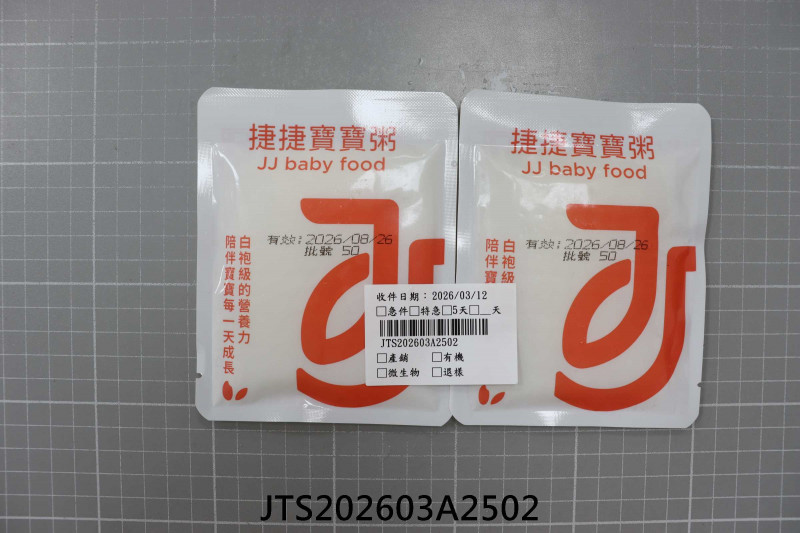 捷捷寶寶粥
JJ baby food
有效:2026/08/26
批號 50
白袍級的營養力
陪伴寶寶每一天成長
捷捷寶寶粥
JJ baby food
有效:2026/08/26
批號 50
白袍級
陪伴寶
收件日期：2026/03/12
□急件□特急□5天□__天
JTS202603A2502
□產銷 □有機
□微生物 □退樣
JTS202603A2502